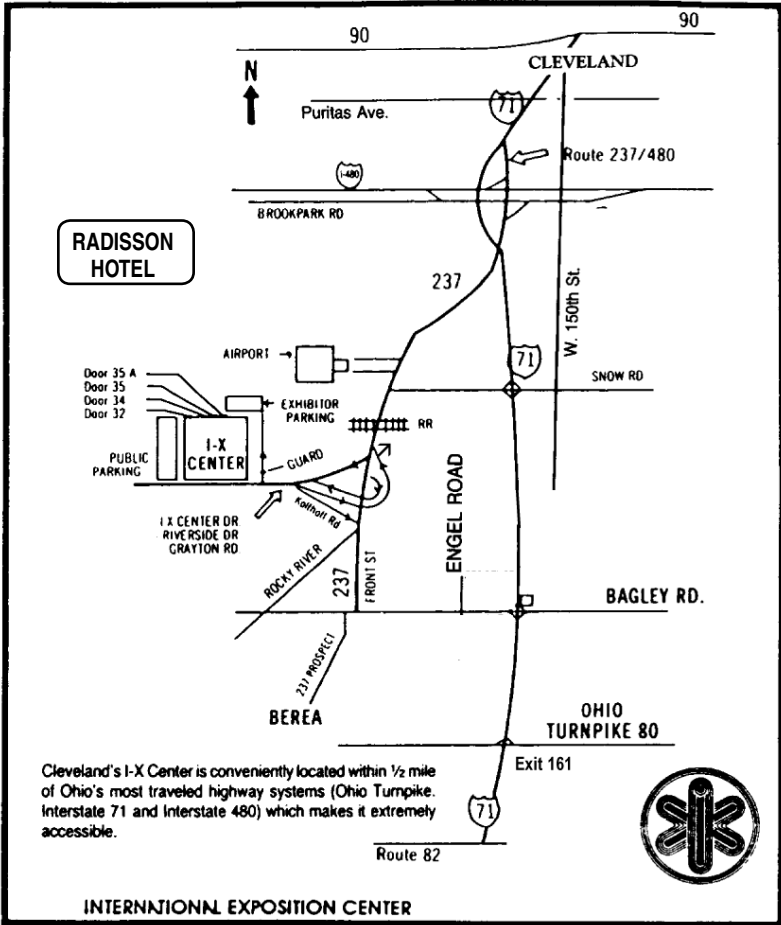 90
90
CLEVELAND
N
71
Puritas Ave.
Route 237/480
I-480
BROOKPARK RD
RADISSON
HOTEL
237
W. 150th St.
AIRPORT
71
SNOW RD
Door 35 A
Door 35
Door 34
Door 32
EXHIBITOR
PARKING
RR
I-X
CENTER
PUBLIC
PARKING
GUARD
Kolthoff Rd
I X CENTER DR
RIVERSIDE DR
GRAYTON RD
ENGEL ROAD
ROCKY RIVER
237
FRONT ST
BAGLEY RD.
237 PROSPECT
BEREA
OHIO
TURNPIKE 80
Exit 161
Cleveland's I-X Center is conveniently located within ½ mile
of Ohio's most traveled highway systems (Ohio Turnpike.
Interstate 71 and Interstate 480) which makes it extremely
accessible.
71
Route 82
INTERNATIONAL EXPOSITION CENTER